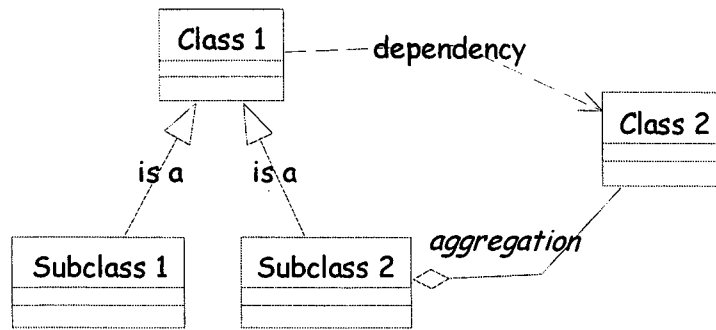 Class 1
dependency
Class 2
is a
is a
aggregation
Subclass 1
Subclass 2